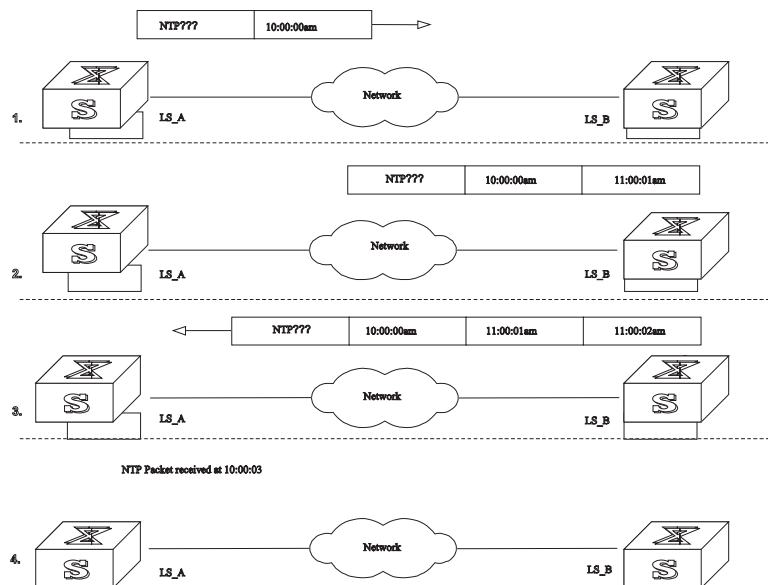 NTP??? 10:00:00am
Network
1. S LS_A LS_B S
NTP??? 10:00:00am 11:00:01am
Network
2. S LS_A LS_B S
NTP??? 10:00:00am 11:00:01am 11:00:02am
Network
3. S LS_A LS_B S
NTP Packet received at 10:00:03
Network
4. S LS_A LS_B S